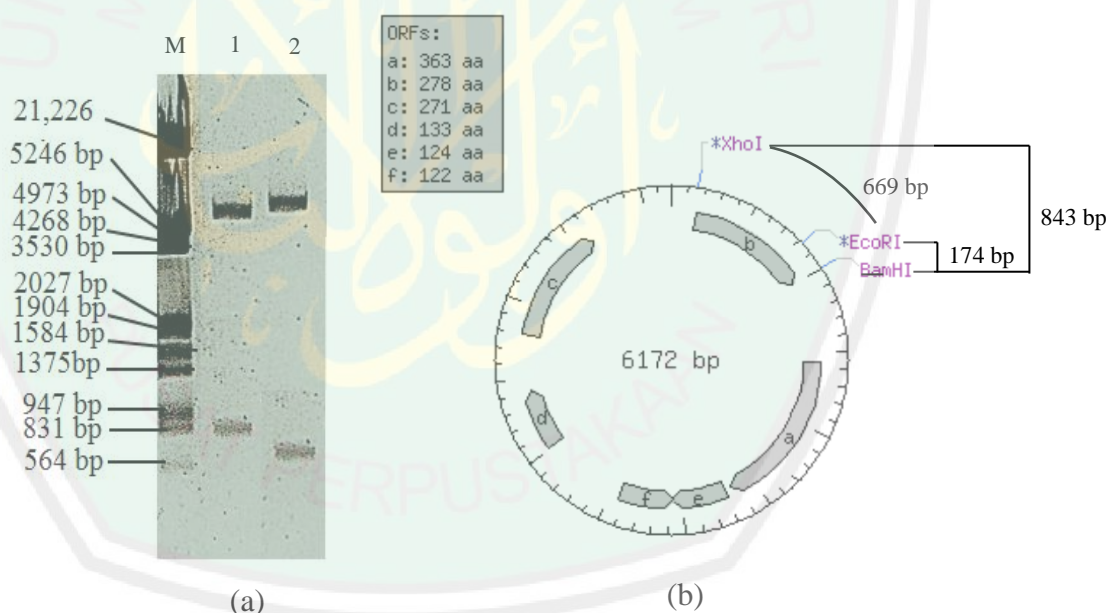 M 1 2
21,226
5246 bp
4973 bp
4268 bp
3530 bp
2027 bp
1904 bp
1584 bp
1375bp
947 bp
831 bp
564 bp
(a)
ORFs:
a: 363 aa
b: 278 aa
c: 271 aa
d: 133 aa
e: 124 aa
f: 122 aa
*XhoI
669 bp
843 bp
*EcoRI
174 bp
BamHI
b
c
6172 bp
d
a
f e
(b)
PERPUSTAKAAN